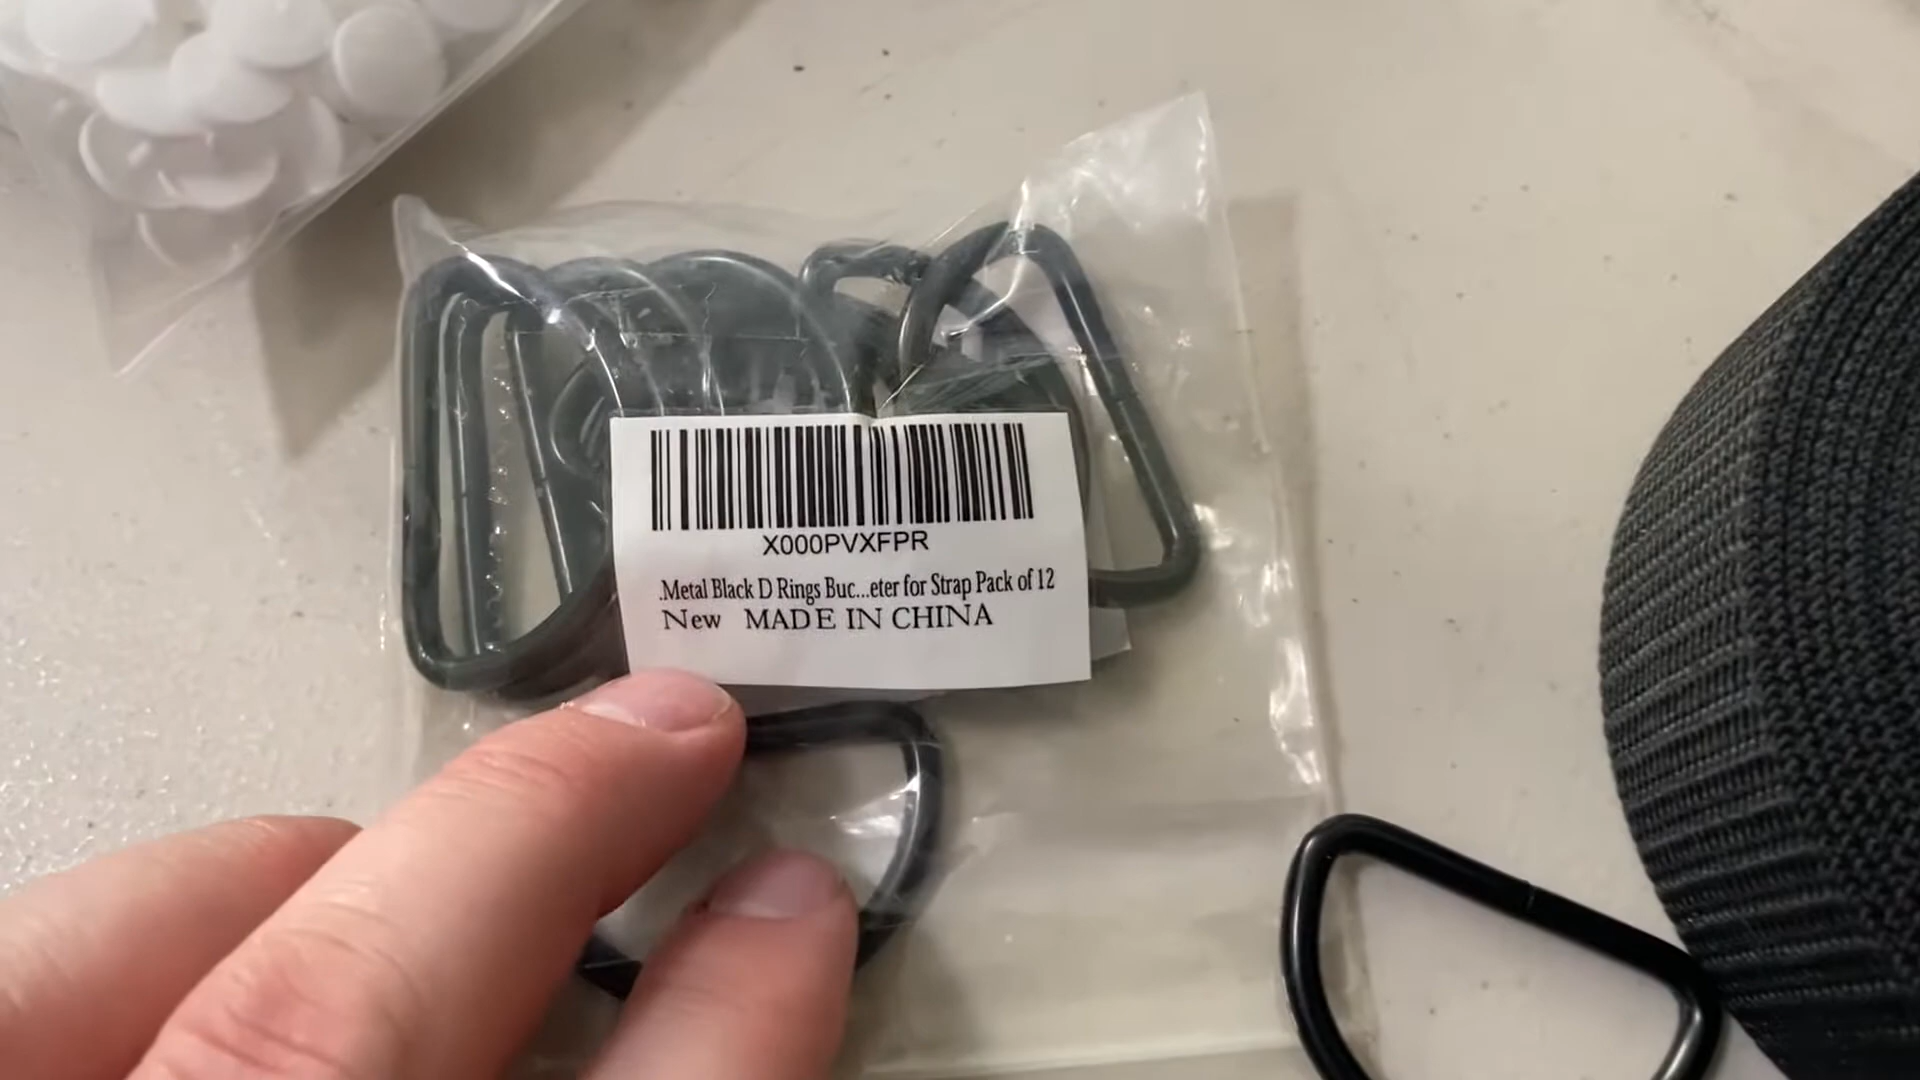 X000PVXFPR
.Metal Black D Rings Buc...eter for Strap Pack of 12
New MADE IN CHINA